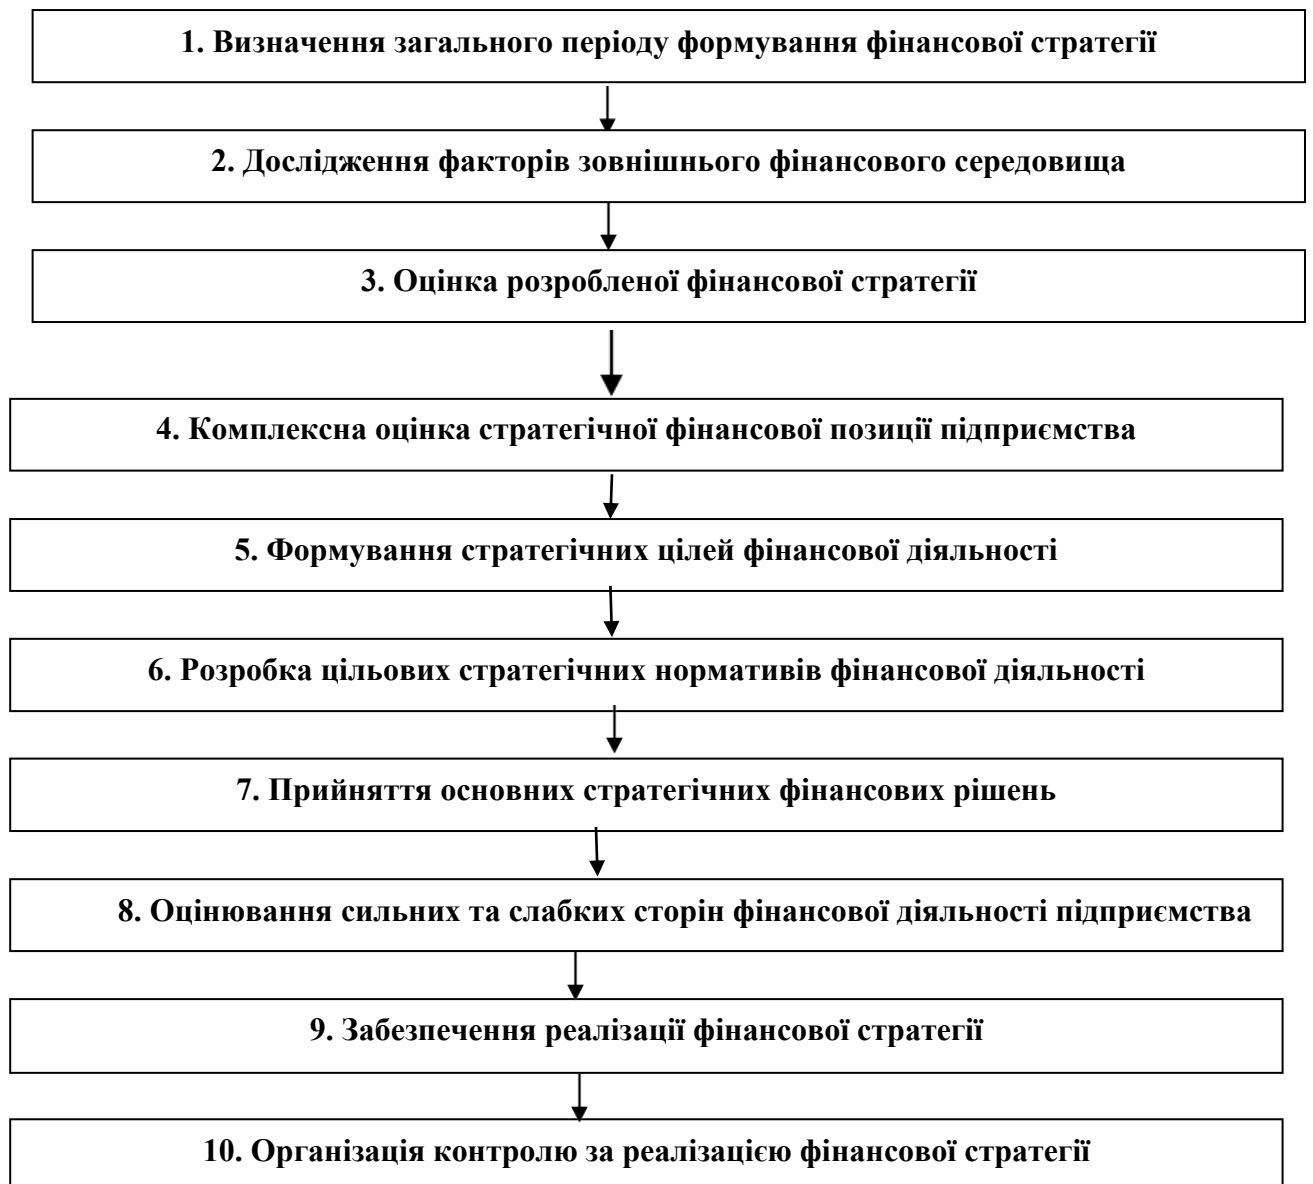 1. Визначення загального періоду формування фінансової стратегії
2. Дослідження факторів зовнішнього фінансового середовища
3. Оцінка розробленої фінансової стратегії
4. Комплексна оцінка стратегічної фінансової позиції підприємства
5. Формування стратегічних цілей фінансової діяльності
6. Розробка цільових стратегічних нормативів фінансової діяльності
7. Прийняття основних стратегічних фінансових рішень
8. Оцінювання сильних та слабких сторін фінансової діяльності підприємства
9. Забезпечення реалізації фінансової стратегії
10. Організація контролю за реалізацією фінансової стратегії